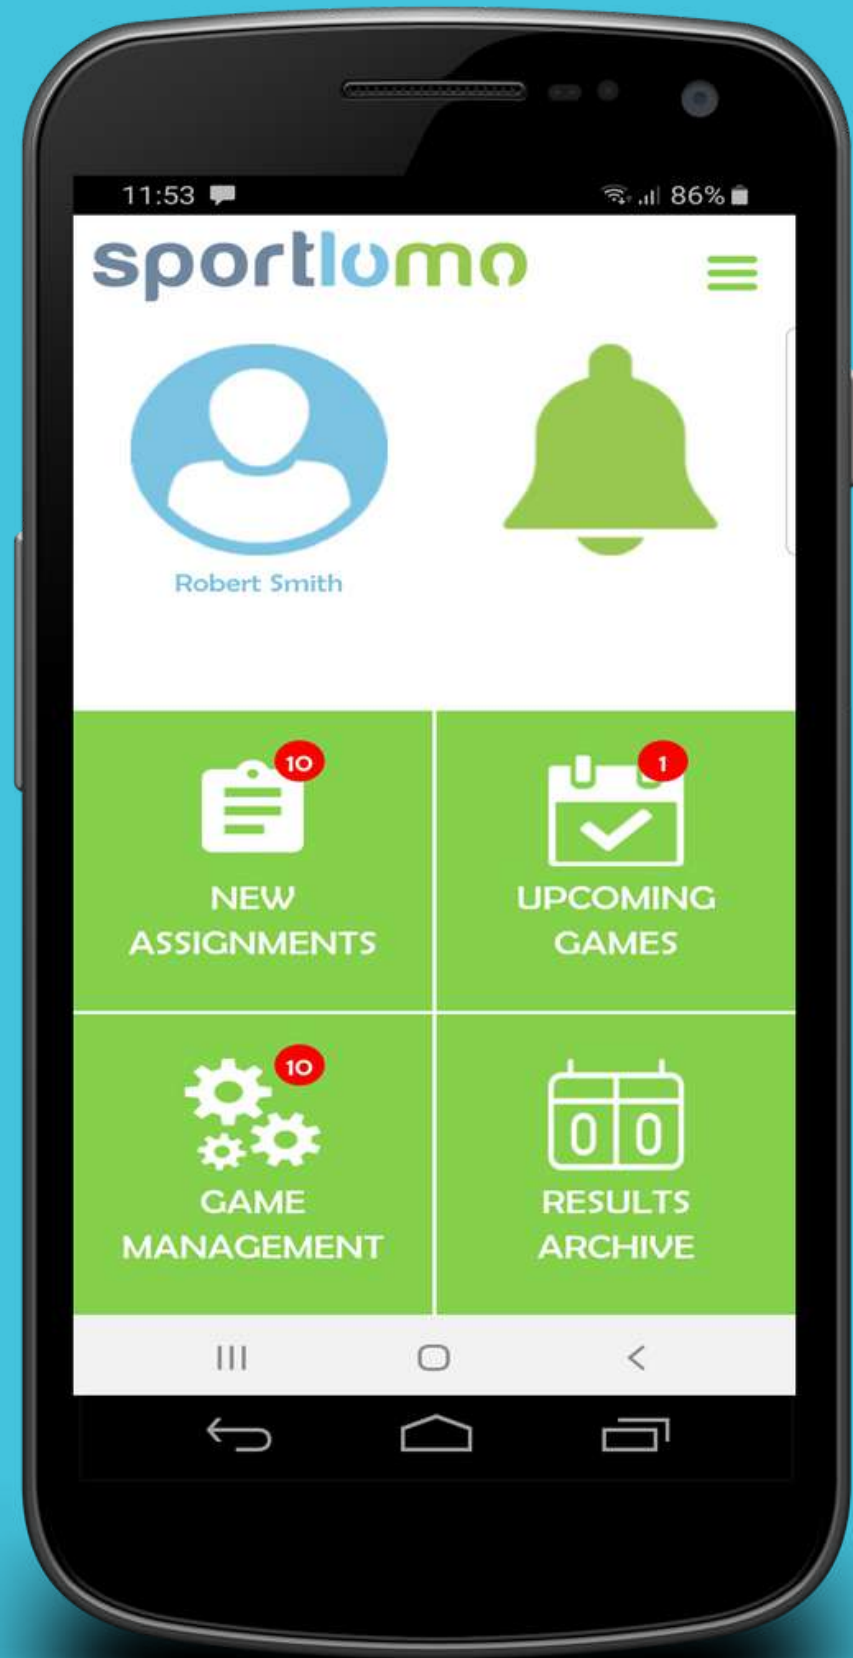 11:53
86%
sportlomo
Robert Smith
10
NEW
ASSIGNMENTS
1
UPCOMING
GAMES
10
GAME
MANAGEMENT
0 0
RESULTS
ARCHIVE